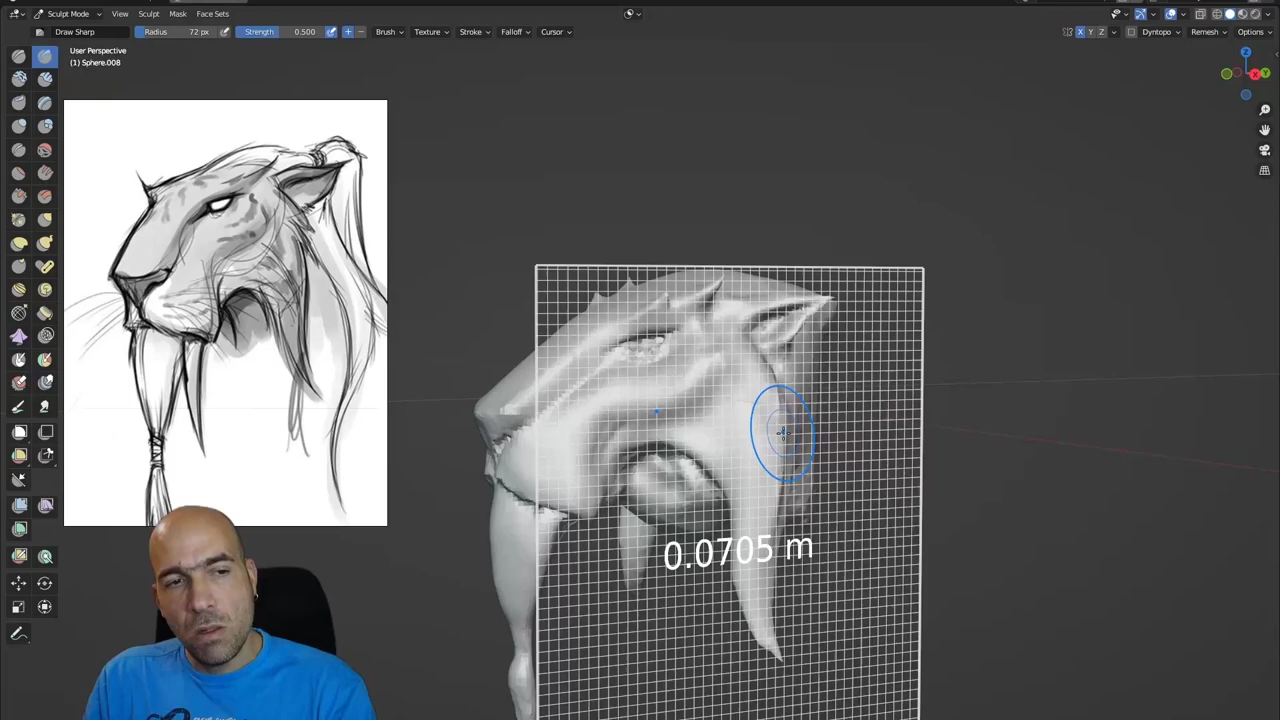 Sculpt Mode View Sculpt Mask Face Sets
Draw Sharp Radius 72 px Strength 0.500 Brush Texture Stroke Falloff Cursor X Y Z Dyntopo Remesh Options
User Perspective
(1) Sphere.008
Z
X Y
0.0705 m